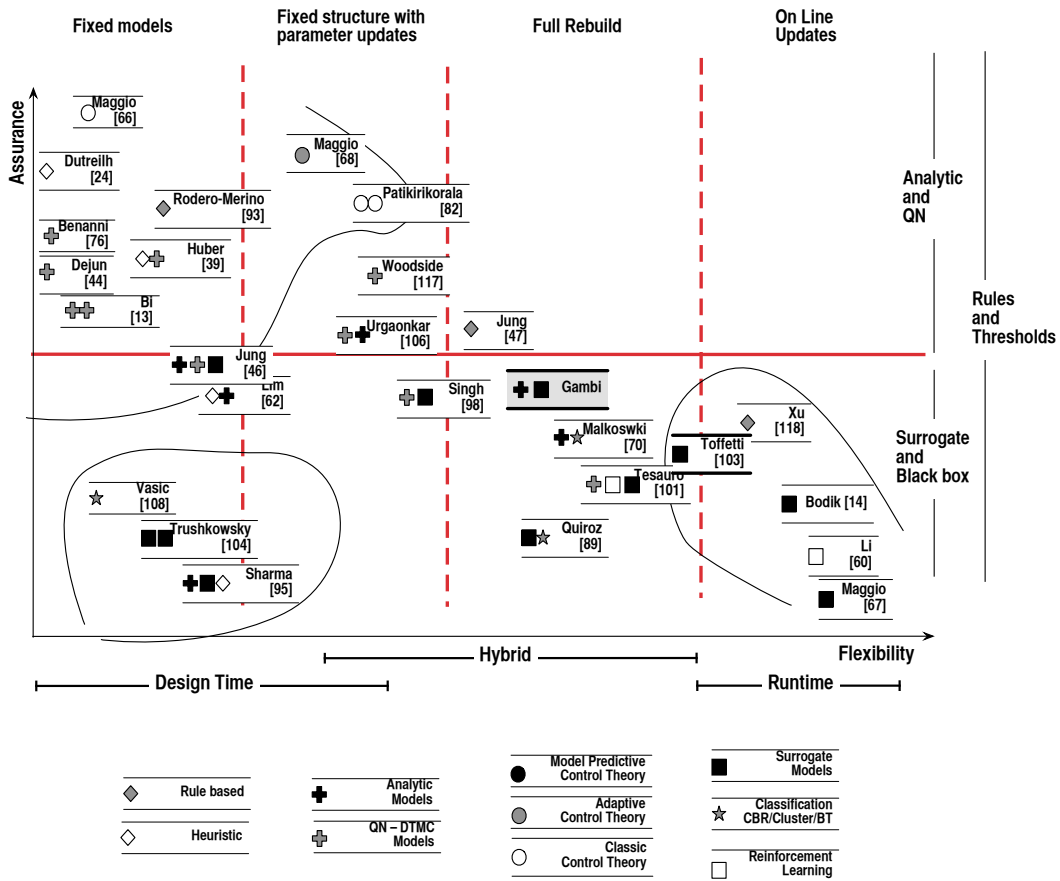 Fixed models
Fixed structure with
parameter updates
Full Rebuild
On Line
Updates
Assurance
Maggio
[66]
Dutreilh
[24]
Rodero-Merino
[93]
Benanni
[76]
Huber
[39]
Dejun
[44]
Bi
[13]
Maggio
[68]
Patikirikorala
[82]
Woodside
[117]
Urgaonkar
[106]
Jung
[47]
Analytic
and
QN
Rules
and
Thresholds
Jung
[46]
Lim
[62]
Singh
[98]
Gambi
Malkoswki
[70]
Xu
[118]
Toffetti
[103]
Tesauro
[101]
Surrogate
and
Black box
Vasic
[108]
Trushkowsky
[104]
Sharma
[95]
Quiroz
[89]
Bodik [14]
Li
[60]
Maggio
[67]
Flexibility
Hybrid
Design Time
Runtime
Rule based
Heuristic
Analytic
Models
QN – DTMC
Models
Model Predictive
Control Theory
Adaptive
Control Theory
Classic
Control Theory
Surrogate
Models
Classification
CBR/Cluster/BT
Reinforcement
Learning